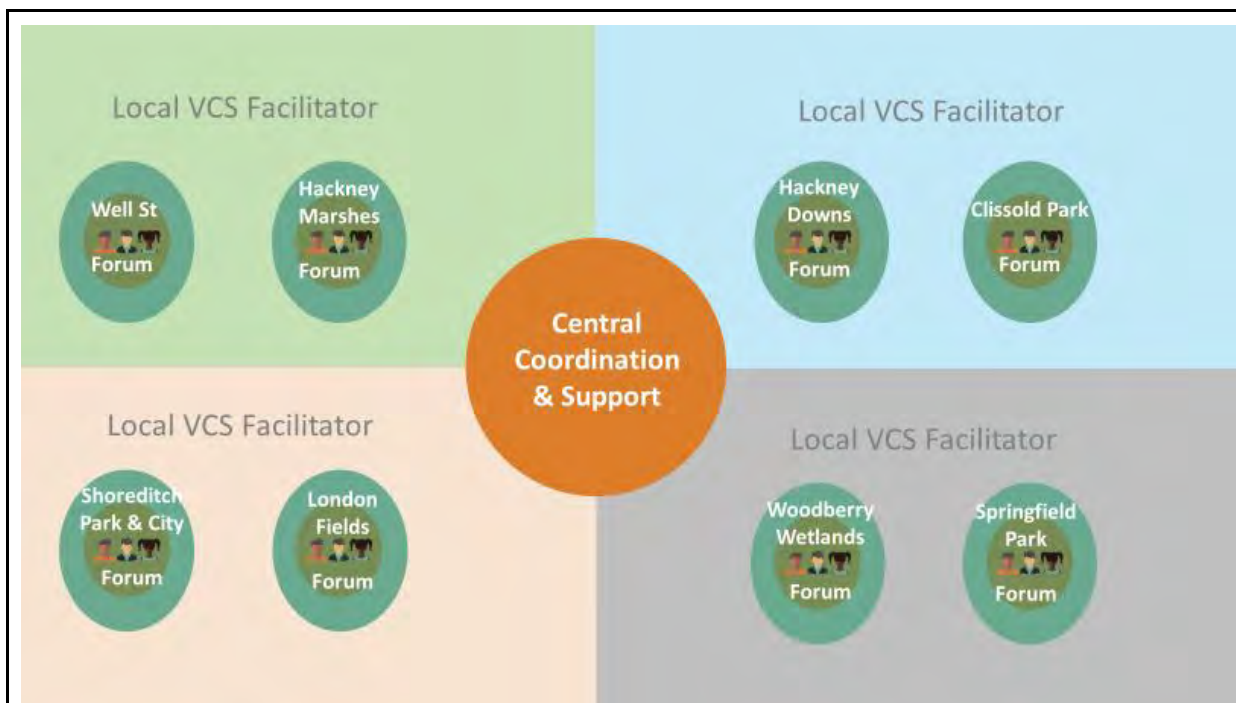 Local VCS Facilitator
Well St
Forum
Hackney
Marshes
Forum
Local VCS Facilitator
Hackney
Downs
Forum
Clissold Park
Forum
Central
Coordination
& Support
Local VCS Facilitator
Shoreditch
Park & City
Forum
London
Fields
Forum
Local VCS Facilitator
Woodberry
Wetlands
Forum
Springfield
Park
Forum